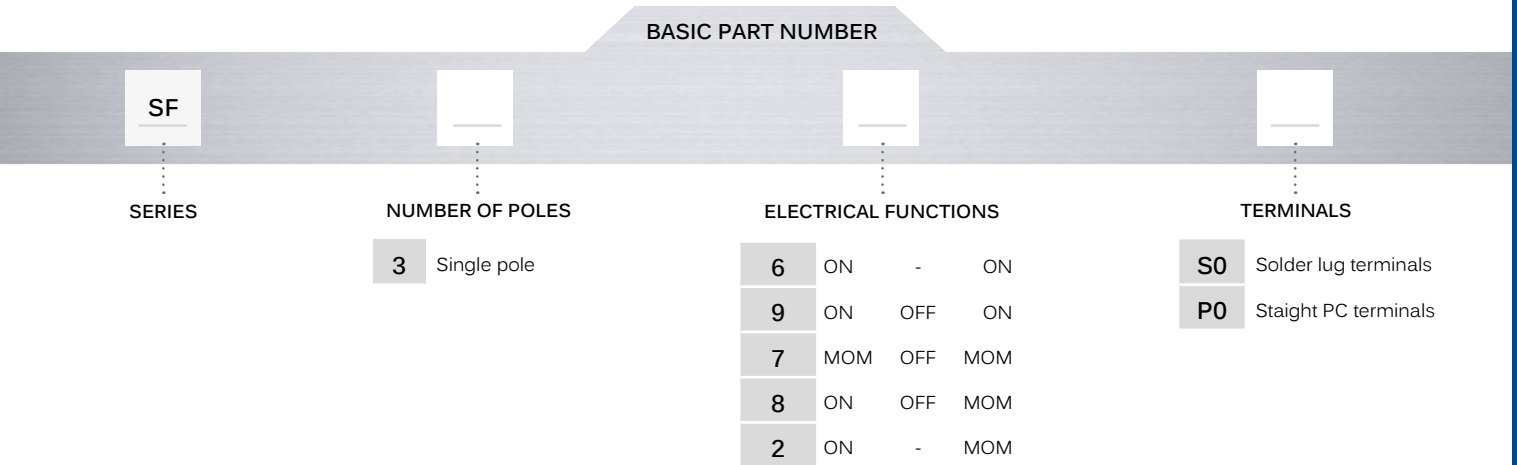 BASIC PART NUMBER
SF
SERIES NUMBER OF POLES ELECTRICAL FUNCTIONS TERMINALS
3 Single pole 6 ON - ON S0 Solder lug terminals
9 ON OFF ON P0 Staight PC terminals
7 MOM OFF MOM
8 ON OFF MOM
2 ON - MOM